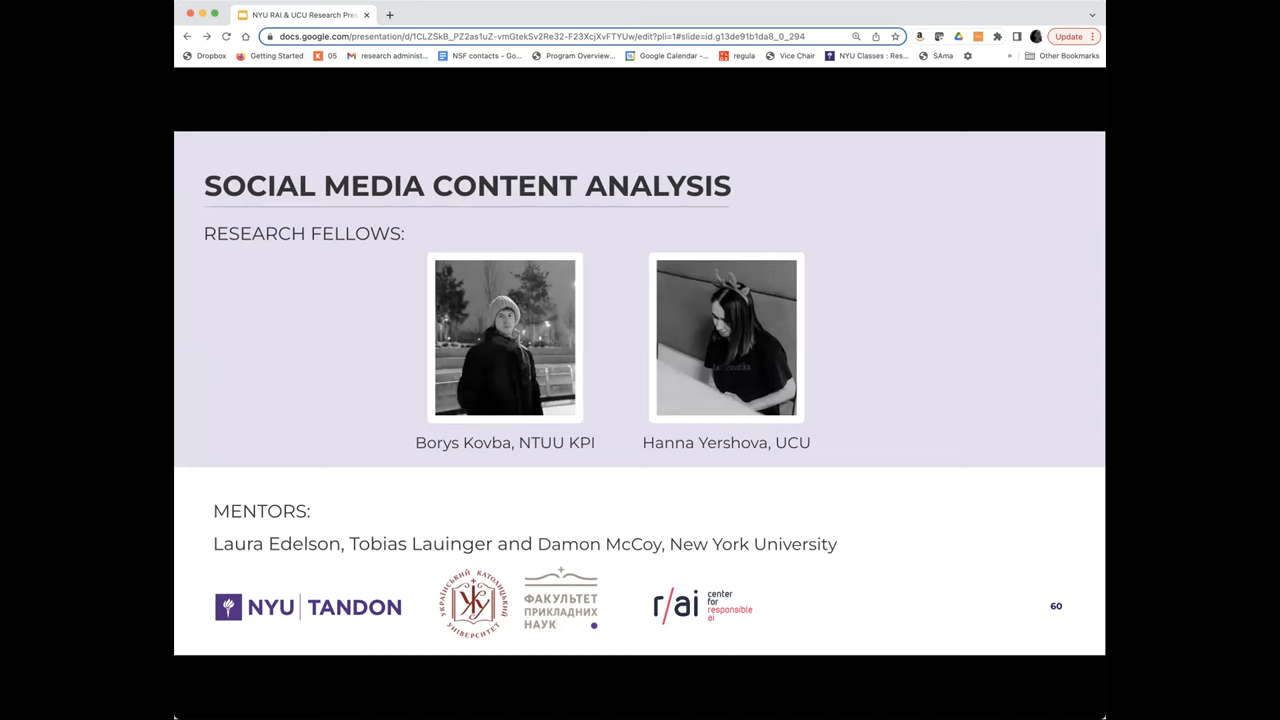 NYU RAI & UCU Research Pres
docs.google.com/presentation/d/1CLZSkB_PZ2as1uZ-vmGtekSv2Re32-F23XcjXvFTYUw/edit?pli=1#slide=id.g13de91b1da8_0_294
Update
Dropbox Getting Started 05 research administ... NSF contacts - Go... Program Overview... Google Calendar -... regula Vice Chair NYU Classes : Res... SAma » Other Bookmarks
SOCIAL MEDIA CONTENT ANALYSIS
RESEARCH FELLOWS:
Borys Kovba, NTUU KPI
Hanna Yershova, UCU
MENTORS:
Laura Edelson, Tobias Lauinger and Damon McCoy, New York University
NYU | TANDON
УКРАЇНСЬКИЙ КАТОЛИЦЬКИЙ УНІВЕРСИТЕТ
ФАКУЛЬТЕТ
ПРИКЛАДНИХ
НАУК
r/ai
center
for
responsible
ai
60